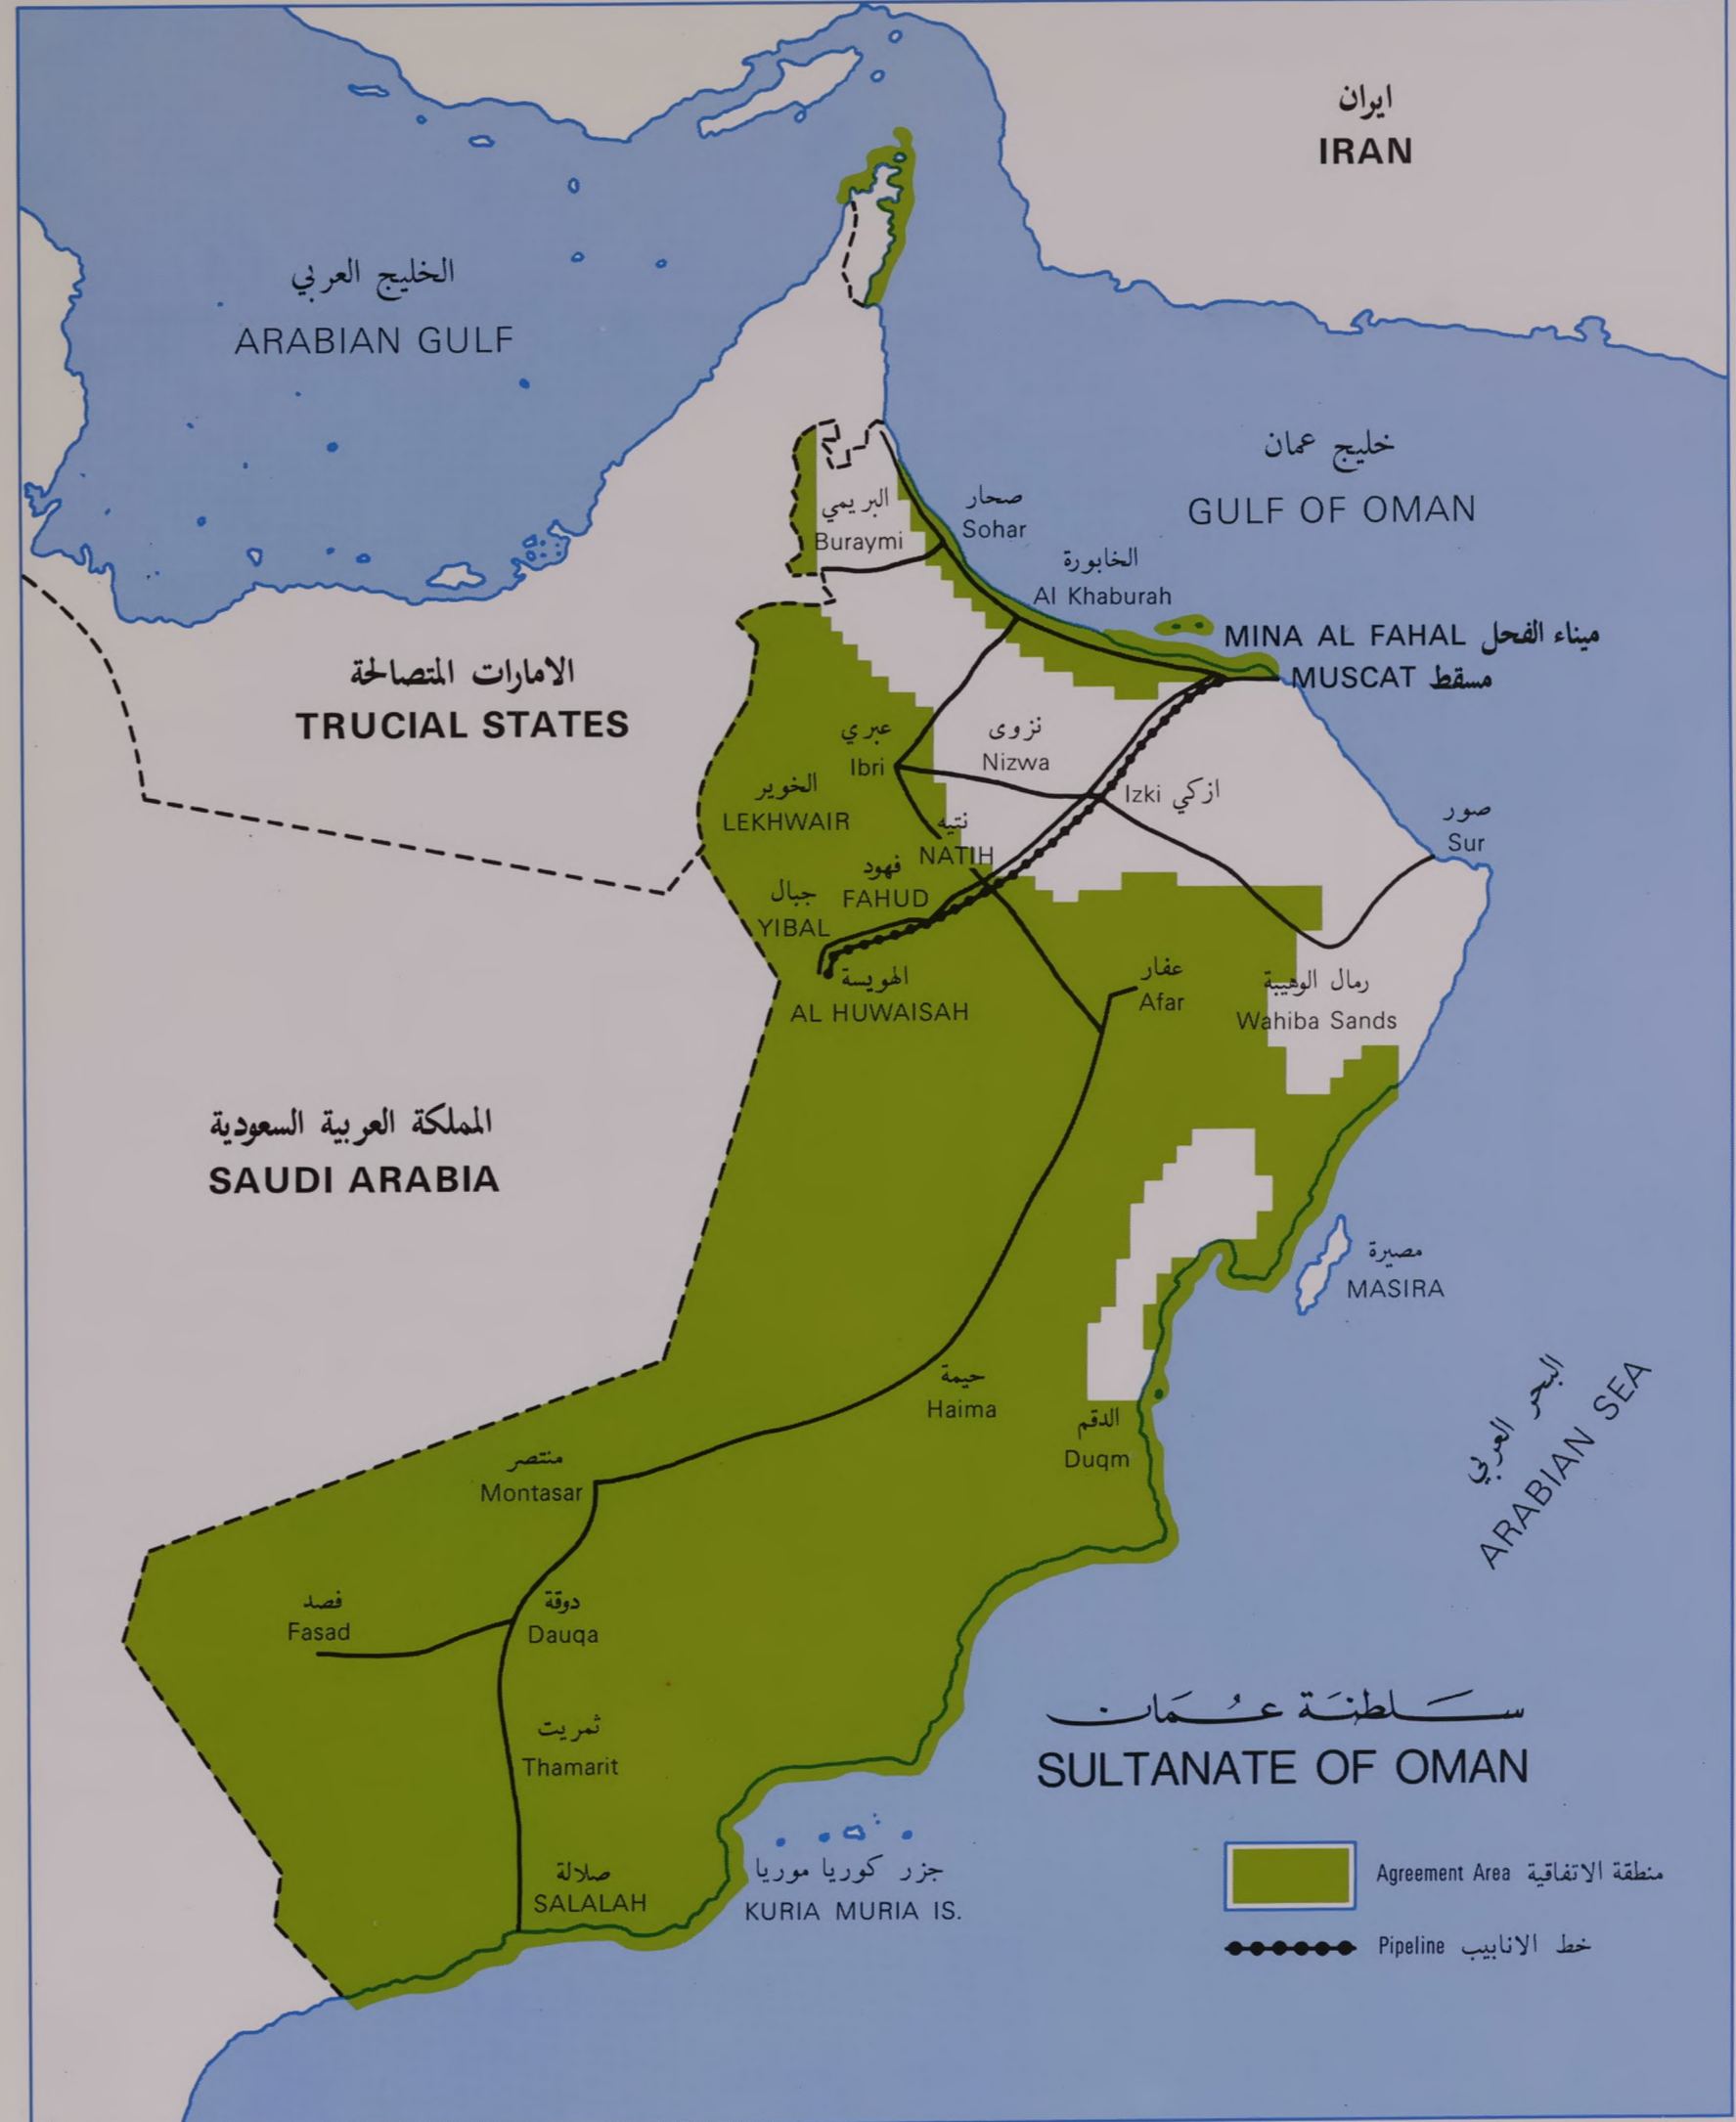 ايران
IRAN
الخليج العربي
ARABIAN GULF
خليج عمان
GULF OF OMAN
صحار
Sohar
البريمي
Buraymi
الخابورة
Al Khaburah
MINA AL FAHAL ميناء الفحل
MUSCAT مسقط
الامارات المتصالحة
TRUCIAL STATES
عبري
Ibri
نزوى
Nizwa
Izki ازكي
الخوير
LEKHWAIR
صور
Sur
نتيه
NATIH
فهود
FAHUD
جبال
YIBAL
الهويسة
AL HUWAISAH
عفار
Afar
رمال الوهيبة
Wahiba Sands
المملكة العربية السعودية
SAUDI ARABIA
مصيرة
MASIRA
حيمة
Haima
الدقم
Duqm
البحر العربي
ARABIAN SEA
منتصر
Montasar
فصد
Fasad
دوقة
Dauqa
ثمريت
Thamarit
سلطنة عمان
SULTANATE OF OMAN
صلالة
SALALAH
جزر كوريا موريا
KURIA MURIA IS.
Agreement Area منطقة الاتفاقية
Pipeline خط الانابيب